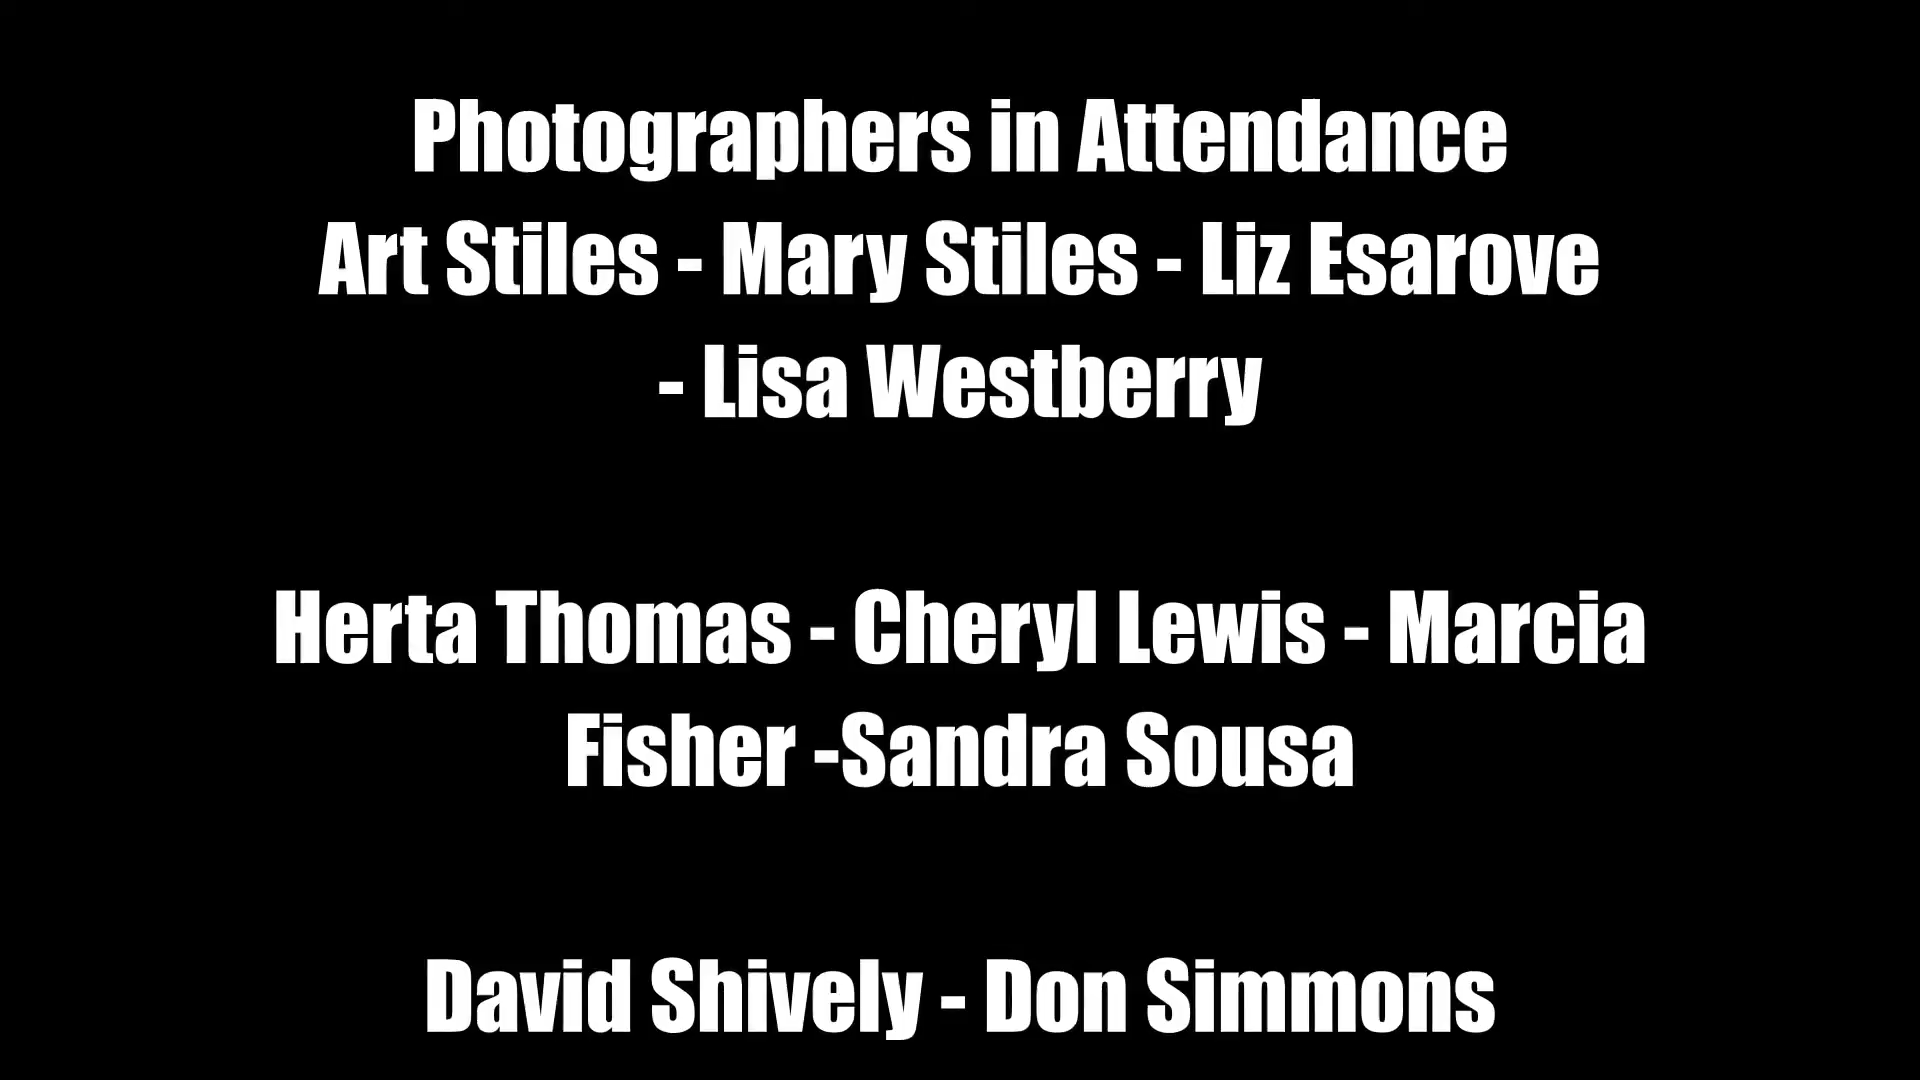 Photographers in Attendance
Art Stiles - Mary Stiles - Liz Esarove
- Lisa Westberry
Herta Thomas - Cheryl Lewis - Marcia
Fisher -Sandra Sousa
David Shively - Don Simmons